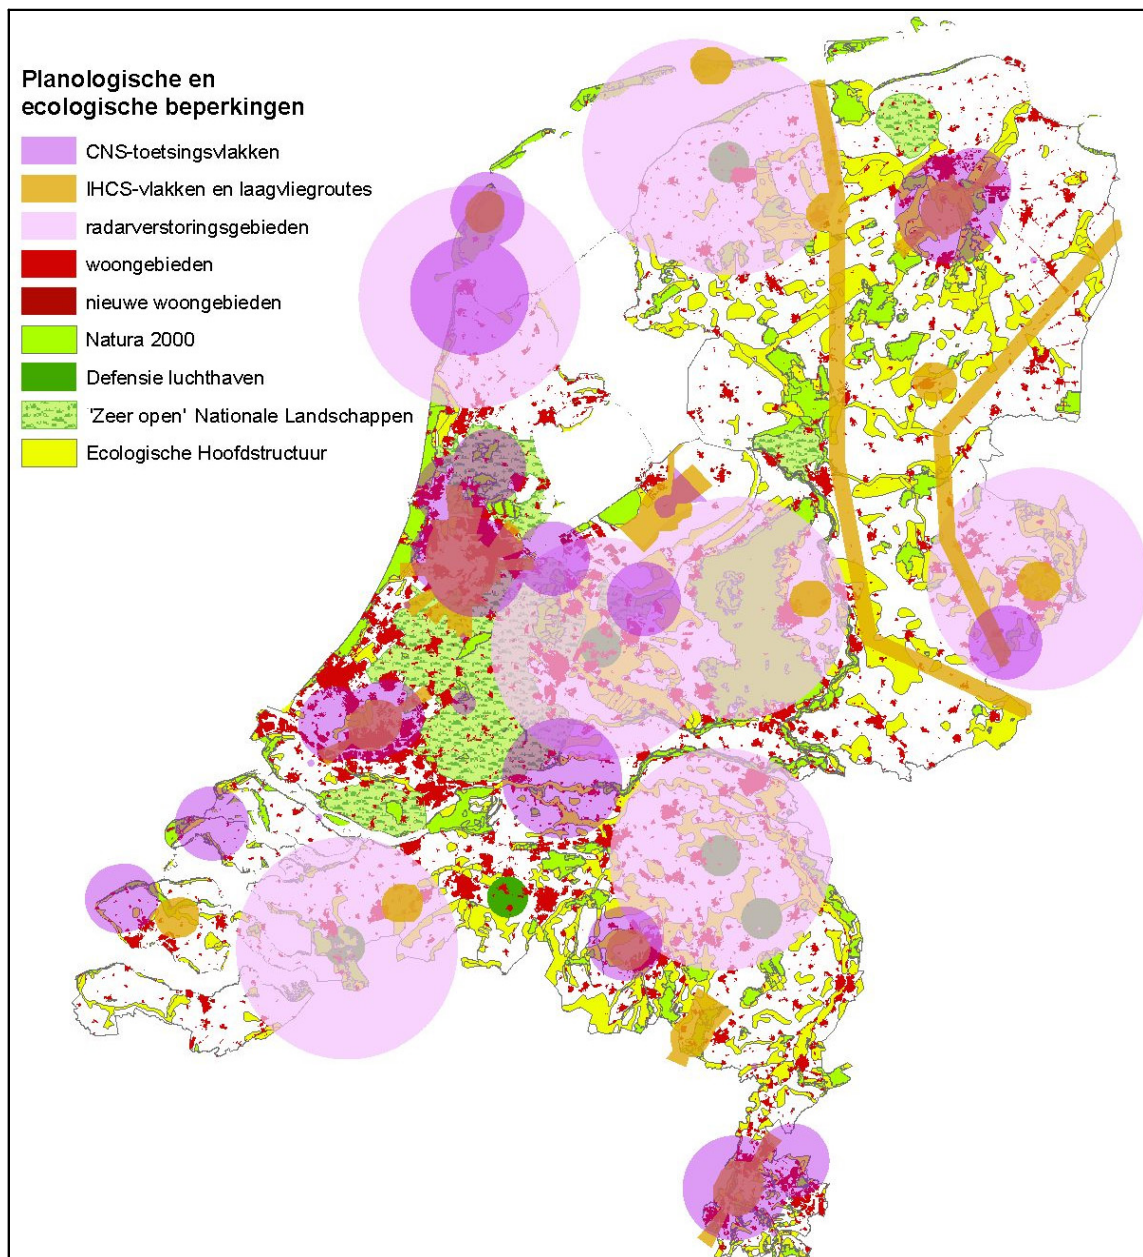 Planologische en
ecologische beperkingen
CNS-toetsingsvlakken
IHCS-vlakken en laagvliegroutes
radarverstoringsgebieden
woongebieden
nieuwe woongebieden
Natura 2000
Defensie luchthaven
'Zeer open' Nationale Landschappen
Ecologische Hoofdstructuur